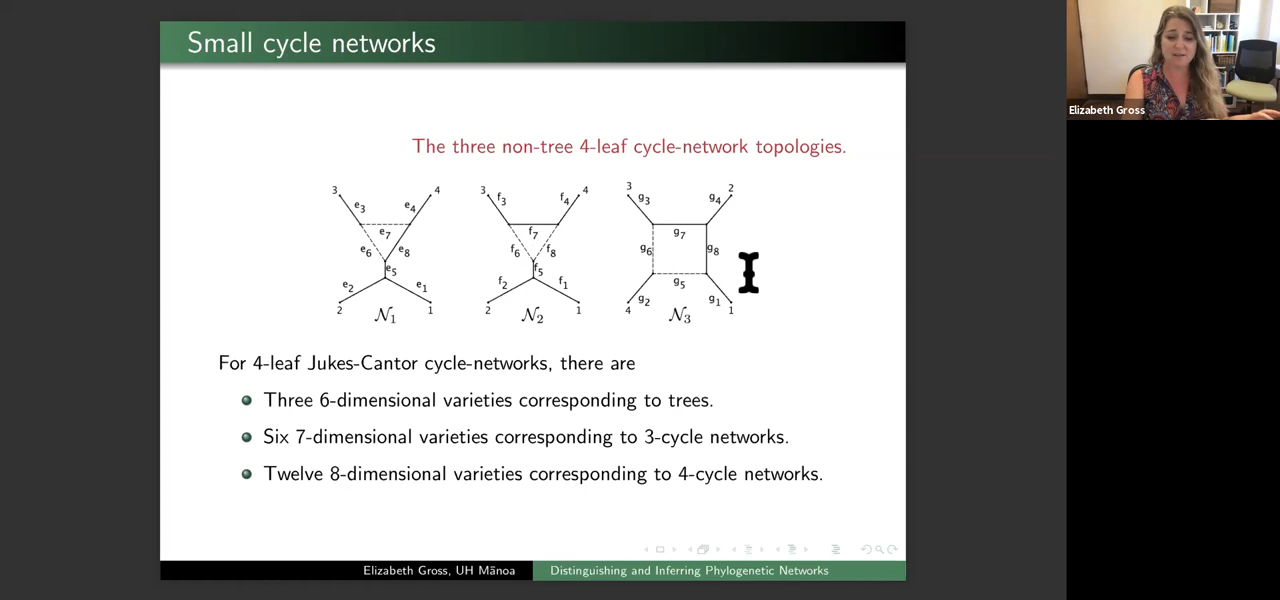 Small cycle networks
Elizabeth Gross
The three non-tree 4-leaf cycle-network topologies.
3 4 3 4 3 2
e3 e4 f3 f4 g3 g4
e7 f7 g7
e6 e8 f6 f8 g6 g8
e5 f5 g5
e2 e1 f2 f1 g2 g1
2 1 2 1 4 1
𝒩1 𝒩2 𝒩3
For 4-leaf Jukes-Cantor cycle-networks, there are
Three 6-dimensional varieties corresponding to trees.
Six 7-dimensional varieties corresponding to 3-cycle networks.
Twelve 8-dimensional varieties corresponding to 4-cycle networks.
Elizabeth Gross, UH Mānoa
Distinguishing and Inferring Phylogenetic Networks